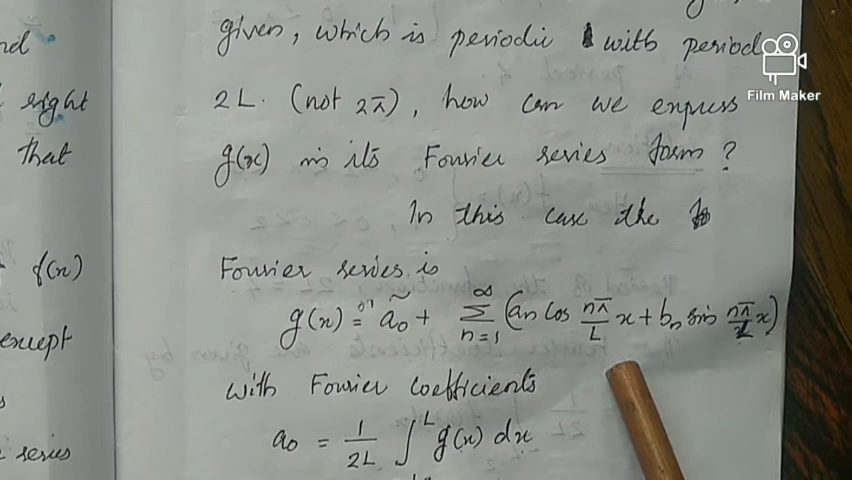 given, which is periodic with period
2L. (not 2π), how can we express
g(x) in its Fourier series form?
In this case the
Fourier series is
g(x) = or ~ a₀ + ∞ Σ n=1 (an cos nπ/L x + bn sin nπ/L x)
with Fourier coefficients
a₀ = 1/2L ∫ L g(x) dx
nd
right
that
f(x)
except
s
series
Film Maker